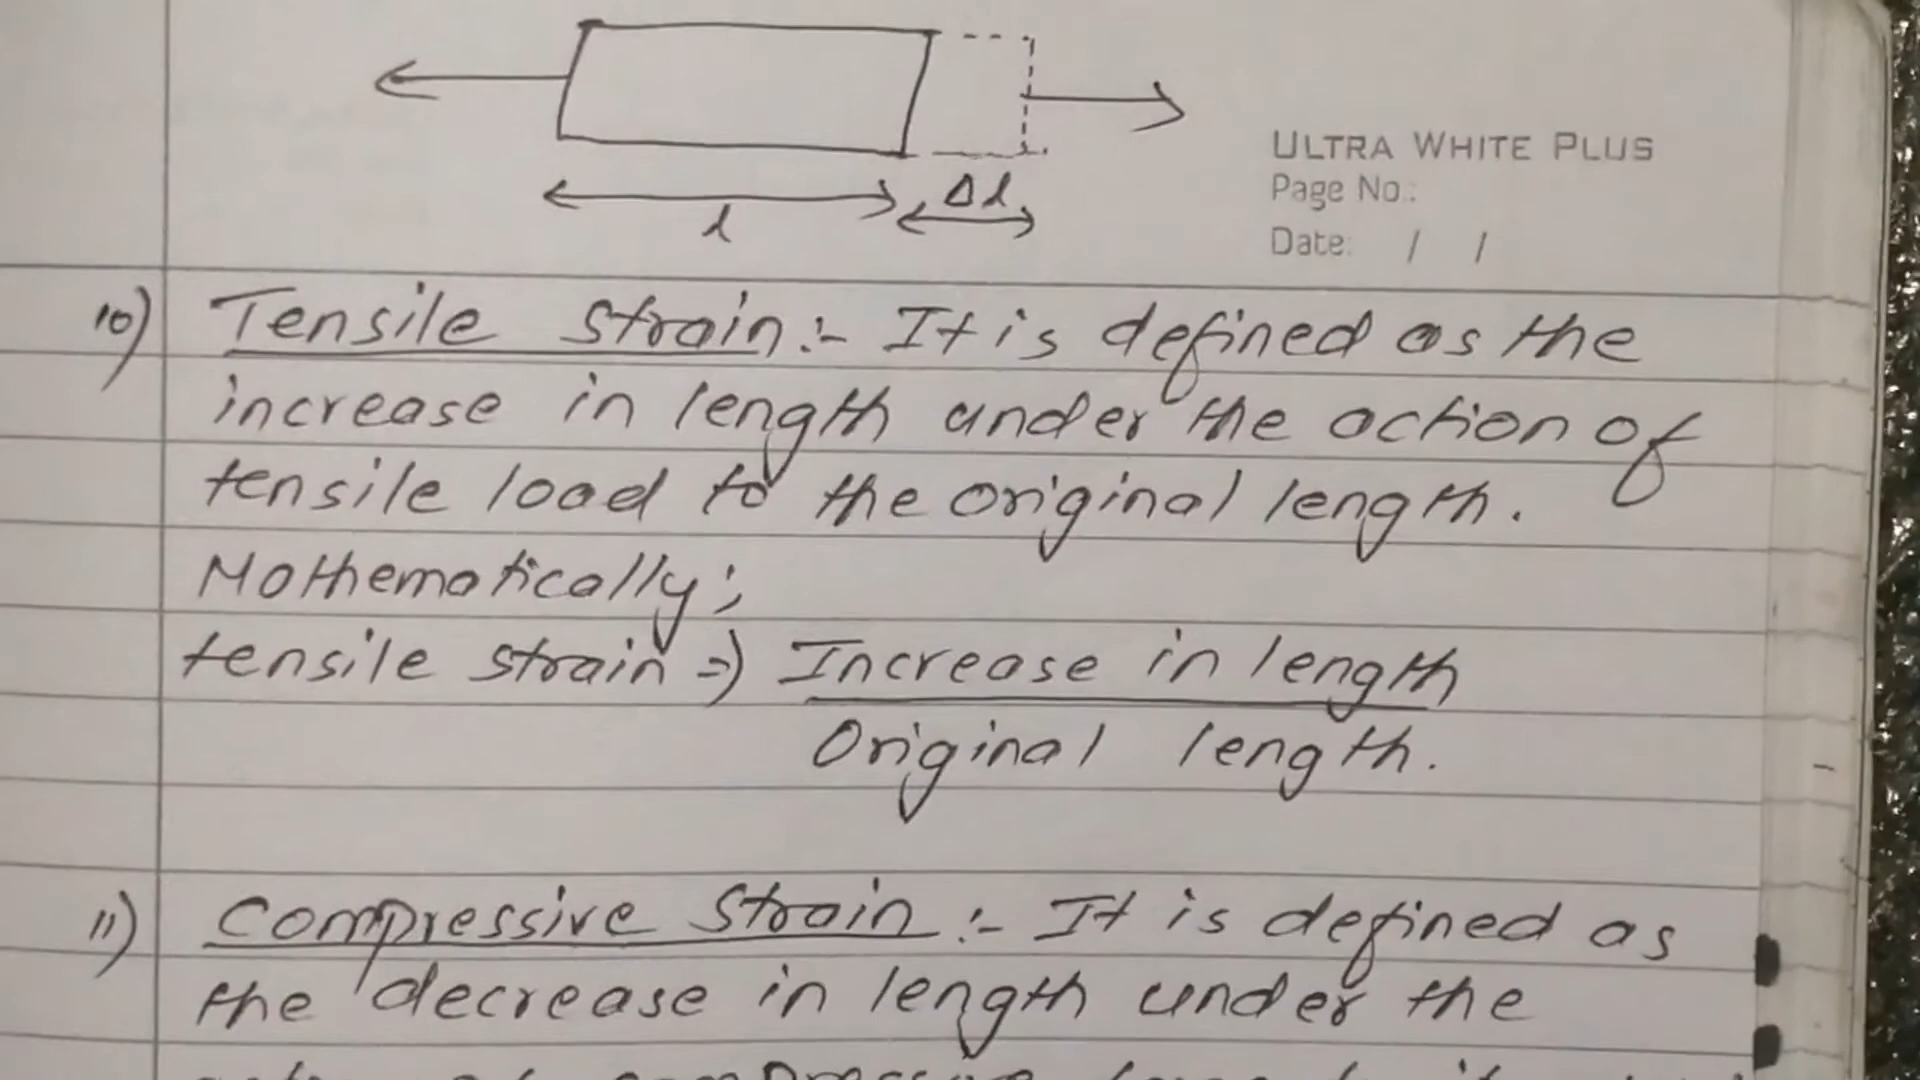 l
Δl
ULTRA WHITE PLUS
Page No.:
Date: / /
10) Tensile strain:- It is defined as the
increase in length under the action of
tensile load to the original length.
Mathematically;
tensile strain => Increase in length
Original length.
11) Compressive Strain:- It is defined as
the decrease in length under the